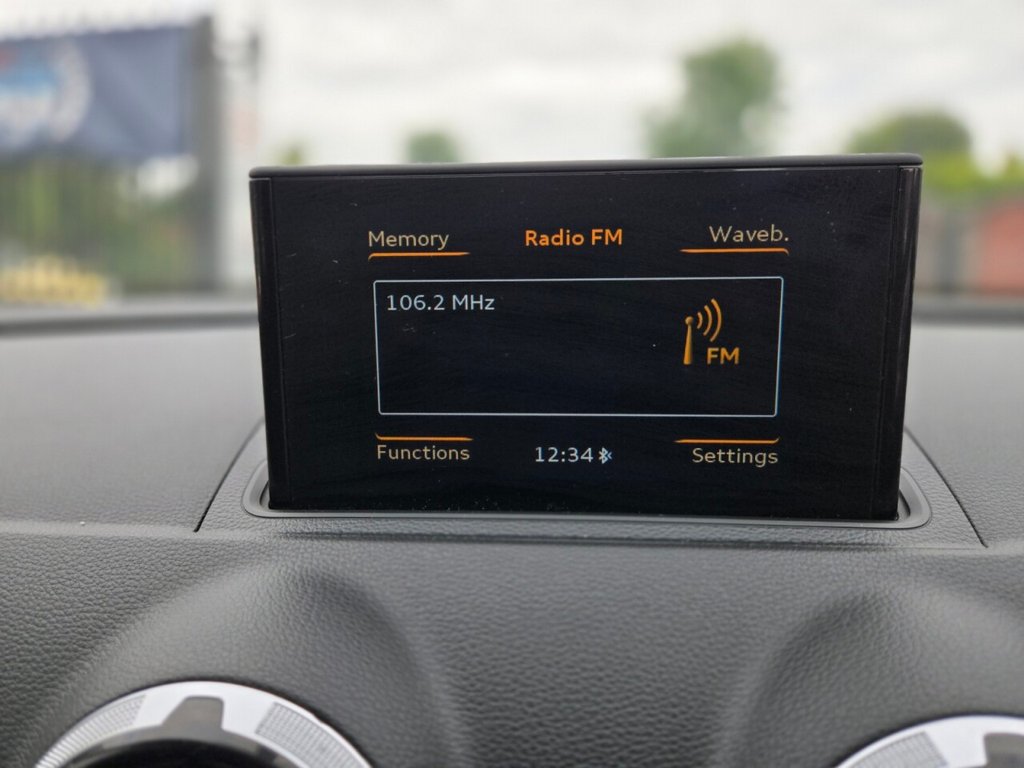 Memory Radio FM Waveb.
106.2 MHz
FM
Functions 12:34 Settings